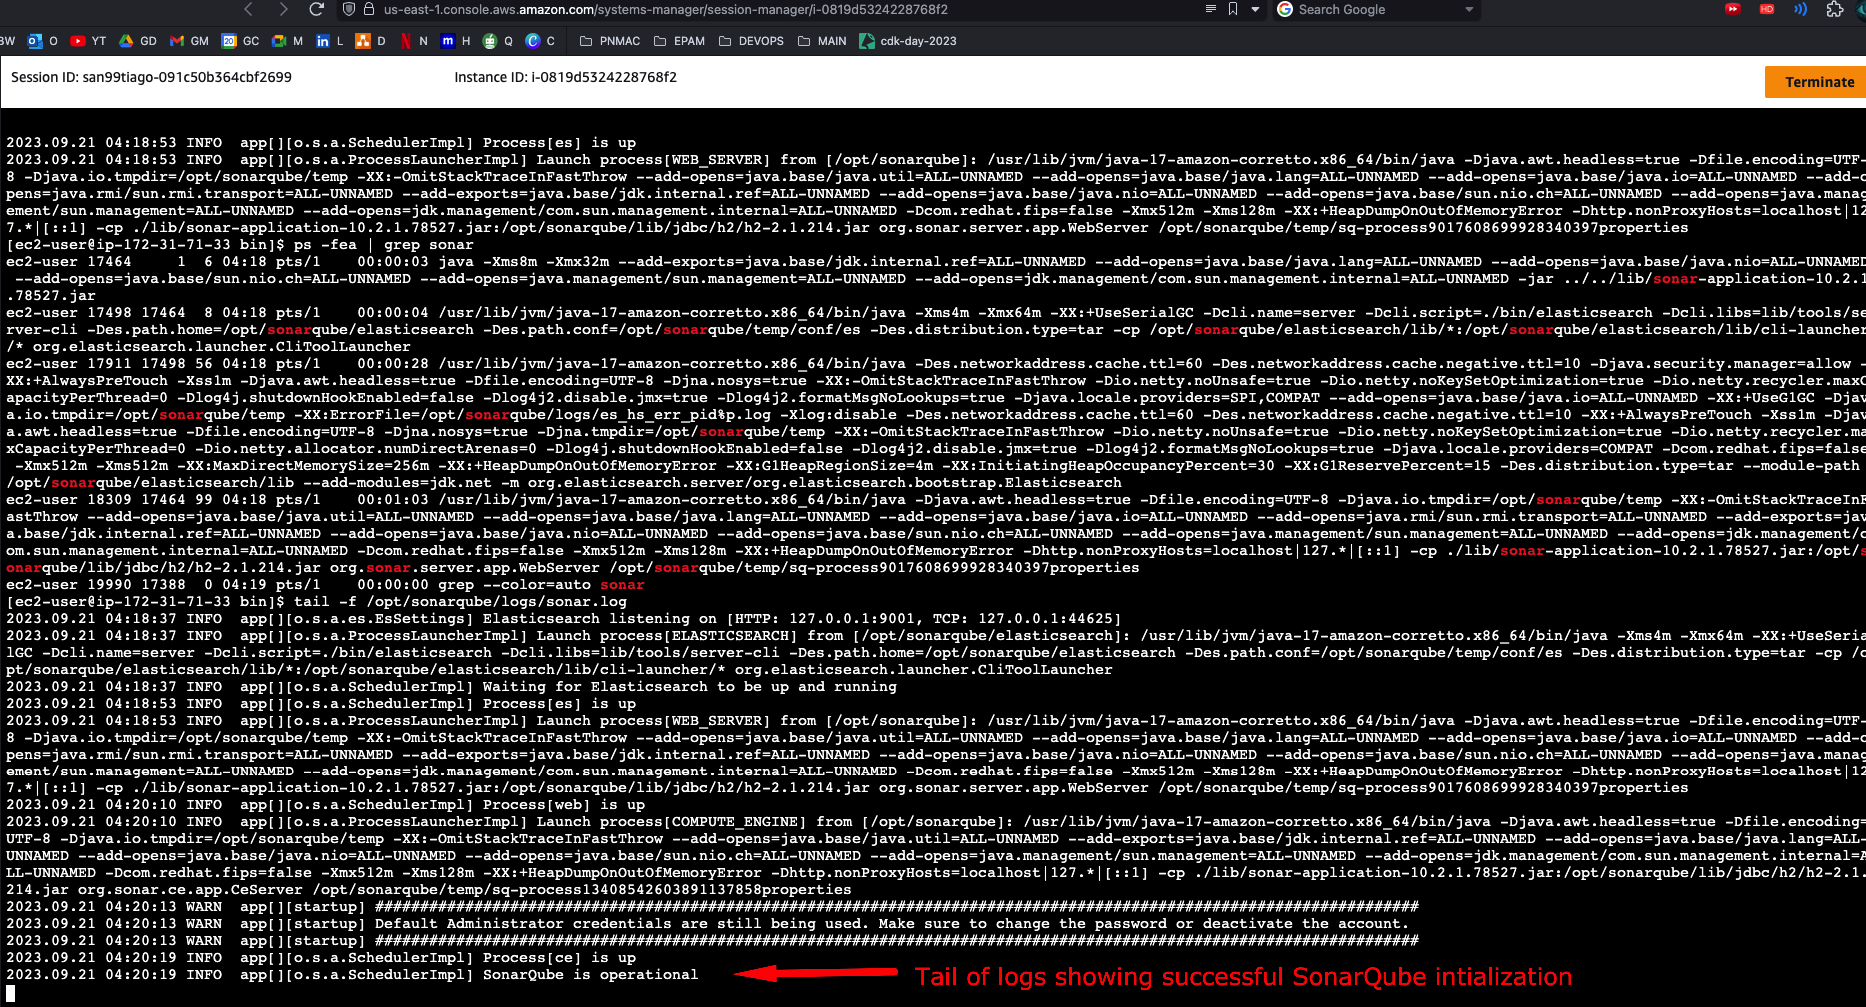 us-east-1.console.aws.amazon.com/systems-manager/session-manager/i-0819d5324228768f2
Search Google
BW O YT GD GM GC M L D N H Q C PNMAC EPAM DEVOPS MAIN cdk-day-2023
Session ID: san99tiago-091c50b364cbf2699 Instance ID: i-0819d5324228768f2
Terminate
2023.09.21 04:18:53 INFO  app[][o.s.a.SchedulerImpl] Process[es] is up
2023.09.21 04:18:53 INFO  app[][o.s.a.ProcessLauncherImpl] Launch process[WEB_SERVER] from [/opt/sonarqube]: /usr/lib/jvm/java-17-amazon-corretto.x86_64/bin/java -Djava.awt.headless=true -Dfile.encoding=UTF-
8 -Djava.io.tmpdir=/opt/sonarqube/temp -XX:-OmitStackTraceInFastThrow --add-opens=java.base/java.util=ALL-UNNAMED --add-opens=java.base/java.lang=ALL-UNNAMED --add-opens=java.base/java.io=ALL-UNNAMED --add-o
pens=java.rmi/sun.rmi.transport=ALL-UNNAMED --add-exports=java.base/jdk.internal.ref=ALL-UNNAMED --add-opens=java.base/java.nio=ALL-UNNAMED --add-opens=java.base/sun.nio.ch=ALL-UNNAMED --add-opens=java.manag
ement/sun.management=ALL-UNNAMED --add-opens=jdk.management/com.sun.management.internal=ALL-UNNAMED -Dcom.redhat.fips=false -Xmx512m -Xms128m -XX:+HeapDumpOnOutOfMemoryError -Dhttp.nonProxyHosts=localhost|12
7.*|[::1] -cp ./lib/sonar-application-10.2.1.78527.jar:/opt/sonarqube/lib/jdbc/h2/h2-2.1.214.jar org.sonar.server.app.WebServer /opt/sonarqube/temp/sq-process9017608699928340397properties
[ec2-user@ip-172-31-71-33 bin]$ ps -fea | grep sonar
ec2-user 17464     1  6 04:18 pts/1    00:00:03 java -Xms8m -Xmx32m --add-exports=java.base/jdk.internal.ref=ALL-UNNAMED --add-opens=java.base/java.lang=ALL-UNNAMED --add-opens=java.base/java.nio=ALL-UNNAMED
 --add-opens=java.base/sun.nio.ch=ALL-UNNAMED --add-opens=java.management/sun.management=ALL-UNNAMED --add-opens=jdk.management/com.sun.management.internal=ALL-UNNAMED -jar ../../lib/sonar-application-10.2.1
.78527.jar
ec2-user 17498 17464  8 04:18 pts/1    00:00:04 /usr/lib/jvm/java-17-amazon-corretto.x86_64/bin/java -Xms4m -Xmx64m -XX:+UseSerialGC -Dcli.name=server -Dcli.script=./bin/elasticsearch -Dcli.libs=lib/tools/se
rver-cli -Des.path.home=/opt/sonarqube/elasticsearch -Des.path.conf=/opt/sonarqube/temp/conf/es -Des.distribution.type=tar -cp /opt/sonarqube/elasticsearch/lib/*:/opt/sonarqube/elasticsearch/lib/cli-launcher
/* org.elasticsearch.launcher.CliToolLauncher
ec2-user 17911 17498 56 04:18 pts/1    00:00:28 /usr/lib/jvm/java-17-amazon-corretto.x86_64/bin/java -Des.networkaddress.cache.ttl=60 -Des.networkaddress.cache.negative.ttl=10 -Djava.security.manager=allow -
XX:+AlwaysPreTouch -Xss1m -Djava.awt.headless=true -Dfile.encoding=UTF-8 -Djna.nosys=true -XX:-OmitStackTraceInFastThrow -Dio.netty.noUnsafe=true -Dio.netty.noKeySetOptimization=true -Dio.netty.recycler.maxC
apacityPerThread=0 -Dlog4j.shutdownHookEnabled=false -Dlog4j2.disable.jmx=true -Dlog4j2.formatMsgNoLookups=true -Djava.locale.providers=SPI,COMPAT --add-opens=java.base/java.io=ALL-UNNAMED -XX:+UseG1GC -Djav
a.io.tmpdir=/opt/sonarqube/temp -XX:ErrorFile=/opt/sonarqube/logs/es_hs_err_pid%p.log -Xlog:disable -Des.networkaddress.cache.ttl=60 -Des.networkaddress.cache.negative.ttl=10 -XX:+AlwaysPreTouch -Xss1m -Djav
a.awt.headless=true -Dfile.encoding=UTF-8 -Djna.nosys=true -Djna.tmpdir=/opt/sonarqube/temp -XX:-OmitStackTraceInFastThrow -Dio.netty.noUnsafe=true -Dio.netty.noKeySetOptimization=true -Dio.netty.recycler.ma
xCapacityPerThread=0 -Dio.netty.allocator.numDirectArenas=0 -Dlog4j.shutdownHookEnabled=false -Dlog4j2.disable.jmx=true -Dlog4j2.formatMsgNoLookups=true -Djava.locale.providers=COMPAT -Dcom.redhat.fips=false
 -Xmx512m -Xms512m -XX:MaxDirectMemorySize=256m -XX:+HeapDumpOnOutOfMemoryError -XX:G1HeapRegionSize=4m -XX:InitiatingHeapOccupancyPercent=30 -XX:G1ReservePercent=15 -Des.distribution.type=tar --module-path
/opt/sonarqube/elasticsearch/lib --add-modules=jdk.net -m org.elasticsearch.server/org.elasticsearch.bootstrap.Elasticsearch
ec2-user 18309 17464 99 04:18 pts/1    00:01:03 /usr/lib/jvm/java-17-amazon-corretto.x86_64/bin/java -Djava.awt.headless=true -Dfile.encoding=UTF-8 -Djava.io.tmpdir=/opt/sonarqube/temp -XX:-OmitStackTraceInF
astThrow --add-opens=java.base/java.util=ALL-UNNAMED --add-opens=java.base/java.lang=ALL-UNNAMED --add-opens=java.base/java.io=ALL-UNNAMED --add-opens=java.rmi/sun.rmi.transport=ALL-UNNAMED --add-exports=jav
a.base/jdk.internal.ref=ALL-UNNAMED --add-opens=java.base/java.nio=ALL-UNNAMED --add-opens=java.base/sun.nio.ch=ALL-UNNAMED --add-opens=java.management/sun.management=ALL-UNNAMED --add-opens=jdk.management/c
om.sun.management.internal=ALL-UNNAMED -Dcom.redhat.fips=false -Xmx512m -Xms128m -XX:+HeapDumpOnOutOfMemoryError -Dhttp.nonProxyHosts=localhost|127.*|[::1] -cp ./lib/sonar-application-10.2.1.78527.jar:/opt/s
onarqube/lib/jdbc/h2/h2-2.1.214.jar org.sonar.server.app.WebServer /opt/sonarqube/temp/sq-process9017608699928340397properties
ec2-user 19990 17388  0 04:19 pts/1    00:00:00 grep --color=auto sonar
[ec2-user@ip-172-31-71-33 bin]$ tail -f /opt/sonarqube/logs/sonar.log
2023.09.21 04:18:37 INFO  app[][o.s.a.es.EsSettings] Elasticsearch listening on [HTTP: 127.0.0.1:9001, TCP: 127.0.0.1:44625]
2023.09.21 04:18:37 INFO  app[][o.s.a.ProcessLauncherImpl] Launch process[ELASTICSEARCH] from [/opt/sonarqube/elasticsearch]: /usr/lib/jvm/java-17-amazon-corretto.x86_64/bin/java -Xms4m -Xmx64m -XX:+UseSeria
lGC -Dcli.name=server -Dcli.script=./bin/elasticsearch -Dcli.libs=lib/tools/server-cli -Des.path.home=/opt/sonarqube/elasticsearch -Des.path.conf=/opt/sonarqube/temp/conf/es -Des.distribution.type=tar -cp /o
pt/sonarqube/elasticsearch/lib/*:/opt/sonarqube/elasticsearch/lib/cli-launcher/* org.elasticsearch.launcher.CliToolLauncher
2023.09.21 04:18:37 INFO  app[][o.s.a.SchedulerImpl] Waiting for Elasticsearch to be up and running
2023.09.21 04:18:53 INFO  app[][o.s.a.SchedulerImpl] Process[es] is up
2023.09.21 04:18:53 INFO  app[][o.s.a.ProcessLauncherImpl] Launch process[WEB_SERVER] from [/opt/sonarqube]: /usr/lib/jvm/java-17-amazon-corretto.x86_64/bin/java -Djava.awt.headless=true -Dfile.encoding=UTF-
8 -Djava.io.tmpdir=/opt/sonarqube/temp -XX:-OmitStackTraceInFastThrow --add-opens=java.base/java.util=ALL-UNNAMED --add-opens=java.base/java.lang=ALL-UNNAMED --add-opens=java.base/java.io=ALL-UNNAMED --add-o
pens=java.rmi/sun.rmi.transport=ALL-UNNAMED --add-exports=java.base/jdk.internal.ref=ALL-UNNAMED --add-opens=java.base/java.nio=ALL-UNNAMED --add-opens=java.base/sun.nio.ch=ALL-UNNAMED --add-opens=java.manag
ement/sun.management=ALL-UNNAMED --add-opens=jdk.management/com.sun.management.internal=ALL-UNNAMED -Dcom.redhat.fips=false -Xmx512m -Xms128m -XX:+HeapDumpOnOutOfMemoryError -Dhttp.nonProxyHosts=localhost|12
7.*|[::1] -cp ./lib/sonar-application-10.2.1.78527.jar:/opt/sonarqube/lib/jdbc/h2/h2-2.1.214.jar org.sonar.server.app.WebServer /opt/sonarqube/temp/sq-process9017608699928340397properties
2023.09.21 04:20:10 INFO  app[][o.s.a.SchedulerImpl] Process[web] is up
2023.09.21 04:20:10 INFO  app[][o.s.a.ProcessLauncherImpl] Launch process[COMPUTE_ENGINE] from [/opt/sonarqube]: /usr/lib/jvm/java-17-amazon-corretto.x86_64/bin/java -Djava.awt.headless=true -Dfile.encoding=
UTF-8 -Djava.io.tmpdir=/opt/sonarqube/temp -XX:-OmitStackTraceInFastThrow --add-opens=java.base/java.util=ALL-UNNAMED --add-exports=java.base/jdk.internal.ref=ALL-UNNAMED --add-opens=java.base/java.lang=ALL-
UNNAMED --add-opens=java.base/java.nio=ALL-UNNAMED --add-opens=java.base/sun.nio.ch=ALL-UNNAMED --add-opens=java.management/sun.management=ALL-UNNAMED --add-opens=jdk.management/com.sun.management.internal=A
LL-UNNAMED -Dcom.redhat.fips=false -Xmx512m -Xms128m -XX:+HeapDumpOnOutOfMemoryError -Dhttp.nonProxyHosts=localhost|127.*|[::1] -cp ./lib/sonar-application-10.2.1.78527.jar:/opt/sonarqube/lib/jdbc/h2/h2-2.1.
214.jar org.sonar.ce.app.CeServer /opt/sonarqube/temp/sq-process13408542603891137858properties
2023.09.21 04:20:13 WARN  app[][startup] ####################################################################################################################
2023.09.21 04:20:13 WARN  app[][startup] Default Administrator credentials are still being used. Make sure to change the password or deactivate the account.
2023.09.21 04:20:13 WARN  app[][startup] ####################################################################################################################
2023.09.21 04:20:19 INFO  app[][o.s.a.SchedulerImpl] Process[ce] is up
2023.09.21 04:20:19 INFO  app[][o.s.a.SchedulerImpl] SonarQube is operational
Tail of logs showing successful SonarQube intialization